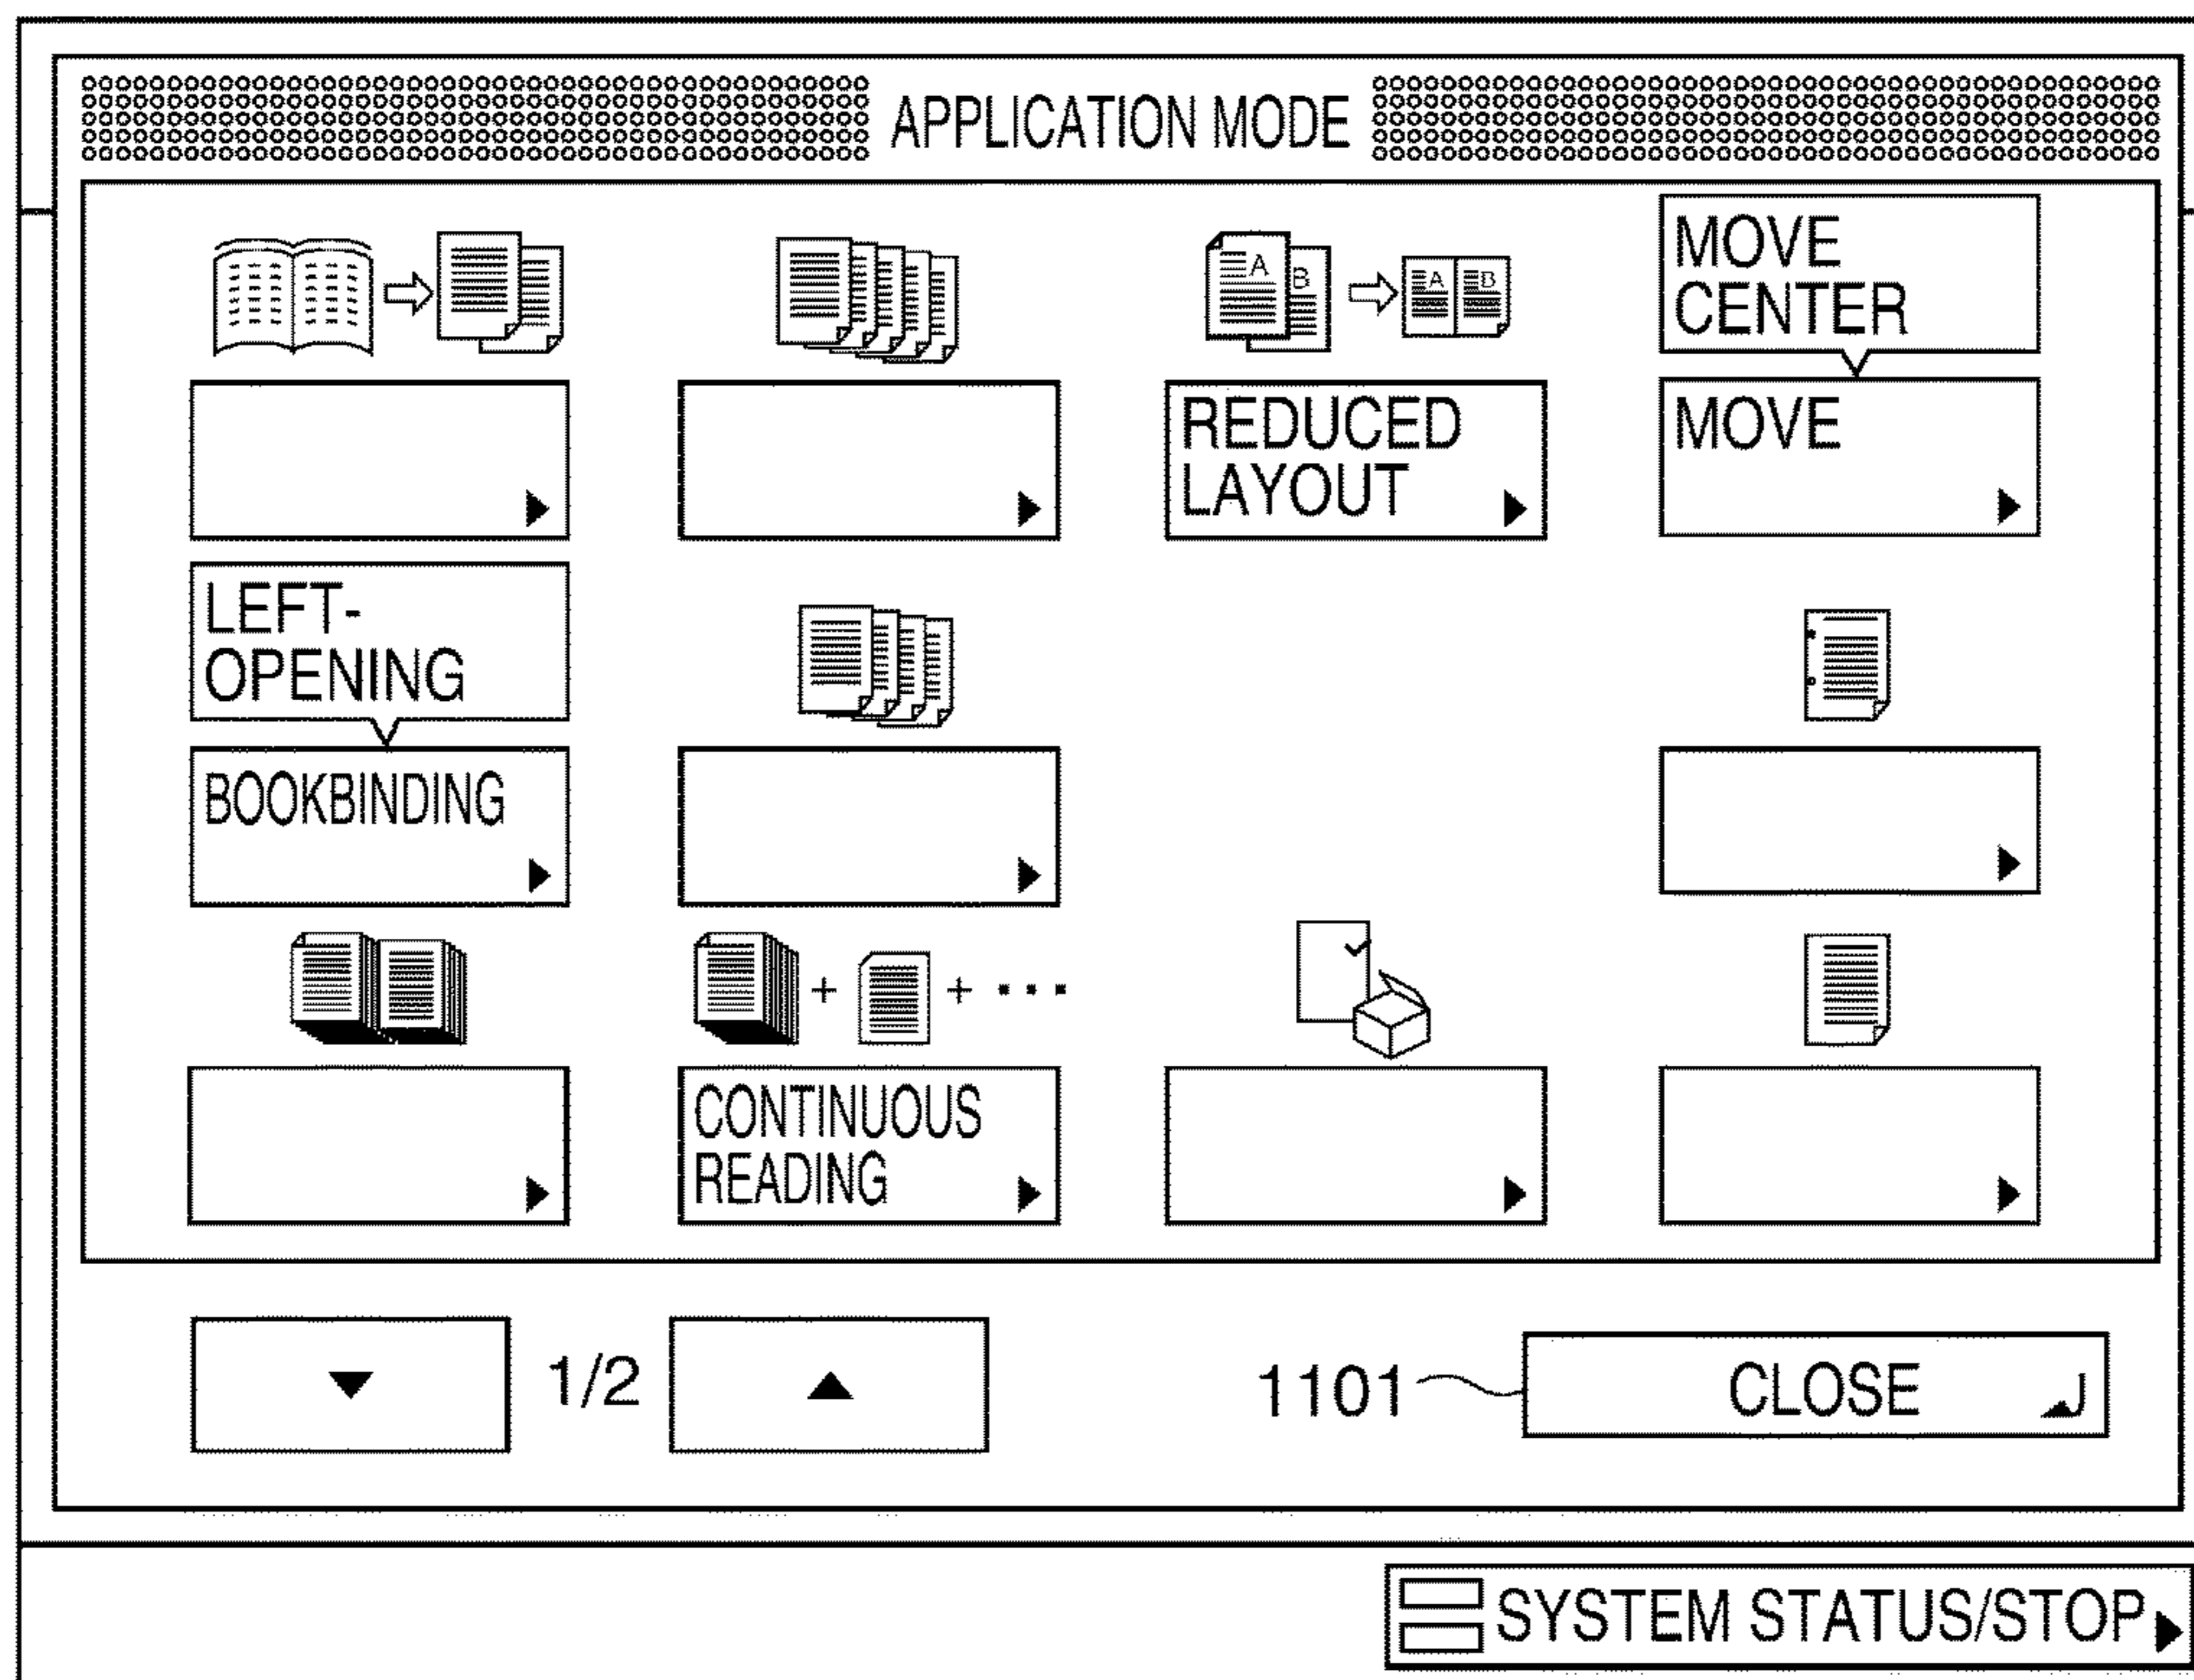 APPLICATION MODE
A
B
A
B
MOVE
CENTER
REDUCED
LAYOUT
MOVE
LEFT-
OPENING
BOOKBINDING
+
+ ...
CONTINUOUS
READING
1/2
1101
CLOSE
SYSTEM STATUS/STOP